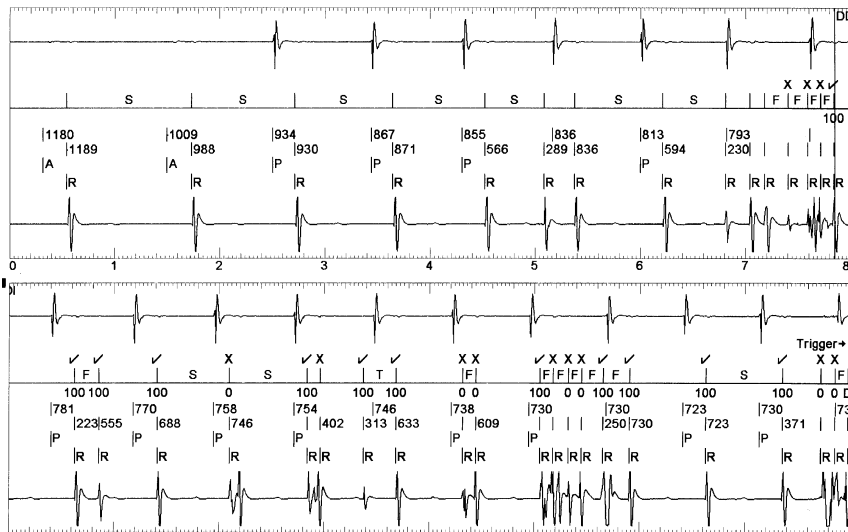 DD
X X X ✓
S S S S S S S F F F F
100
1180 1009 934 867 855 836 813 793
1189 988 930 871 566 289 836 594 230
A A P P P P
R R R R R R R R R R R R R R R
0 1 2 3 4 5 6 7 8
DI
Trigger→
✓ ✓ ✓ X ✓ X ✓ ✓ X X ✓ X X X ✓ ✓ ✓ ✓ X X
F S S T F F F F F F S F
100 100 100 0 100 0 100 100 0 0 100 0 0 0 100 100 100 100 0 0 D
781 770 758 754 746 738 730 730 723 730
223 555 688 746 402 313 633 609 250 730 723 371
P P P P P P P P
R R R R R R R R R R R R R R R R R R R R R